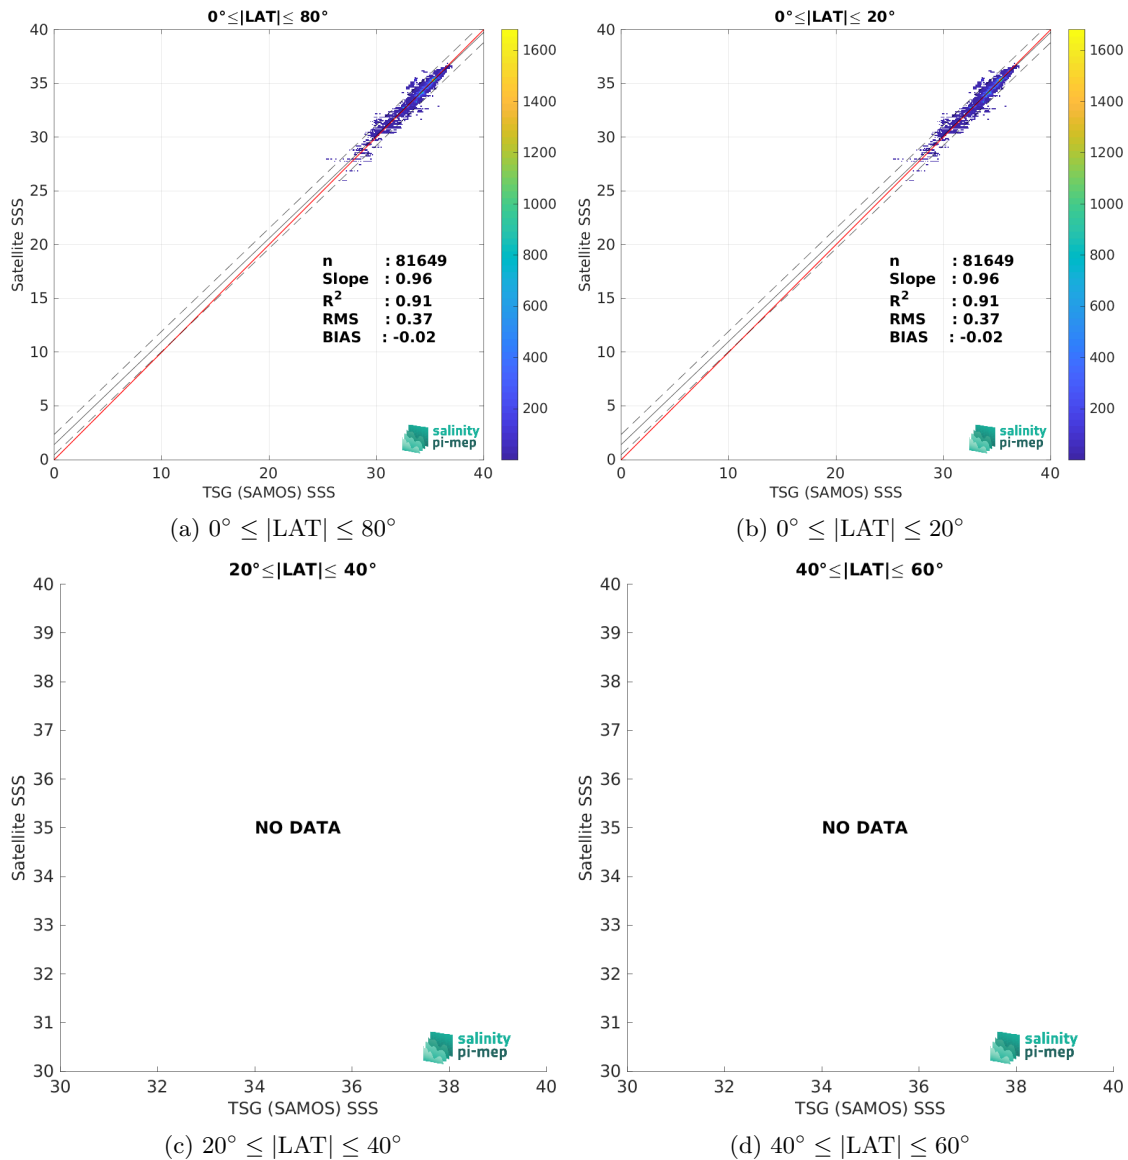 0°≤|LAT|≤ 80°
40
35
30
25
20
15
10
5
0
0
10
20
30
40
Satellite SSS
TSG (SAMOS) SSS
n : 81649
Slope : 0.96
R² : 0.91
RMS : 0.37
BIAS : -0.02
salinity
pi-mep
1600
1400
1200
1000
800
600
400
200
(a) 0° ≤ |LAT| ≤ 80°
0°≤|LAT|≤ 20°
40
35
30
25
20
15
10
5
0
0
10
20
30
40
Satellite SSS
TSG (SAMOS) SSS
n : 81649
Slope : 0.96
R² : 0.91
RMS : 0.37
BIAS : -0.02
salinity
pi-mep
1600
1400
1200
1000
800
600
400
200
(b) 0° ≤ |LAT| ≤ 20°
20°≤|LAT|≤ 40°
40
39
38
37
36
35
34
33
32
31
30
30
32
34
36
38
40
Satellite SSS
TSG (SAMOS) SSS
NO DATA
salinity
pi-mep
(c) 20° ≤ |LAT| ≤ 40°
40°≤|LAT|≤ 60°
40
39
38
37
36
35
34
33
32
31
30
30
32
34
36
38
40
Satellite SSS
TSG (SAMOS) SSS
NO DATA
salinity
pi-mep
(d) 40° ≤ |LAT| ≤ 60°